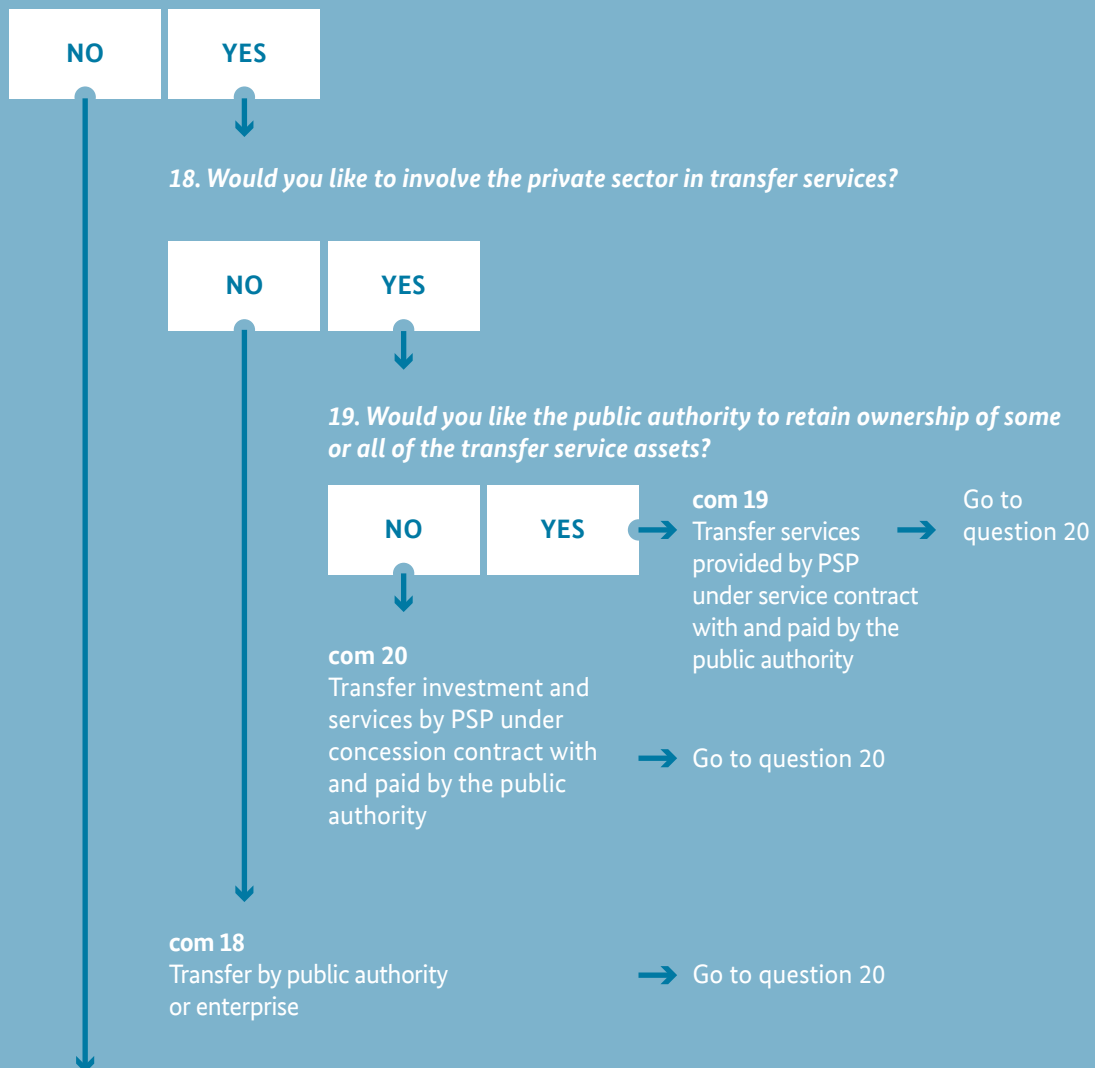 NO
YES
18. Would you like to involve the private sector in transfer services?
NO
YES
19. Would you like the public authority to retain ownership of some
or all of the transfer service assets?
NO
YES
com 19
Transfer services
provided by PSP
under service contract
with and paid by the
public authority
Go to
question 20
com 20
Transfer investment and
services by PSP under
concession contract with
and paid by the public
authority
Go to question 20
com 18
Transfer by public authority
or enterprise
Go to question 20